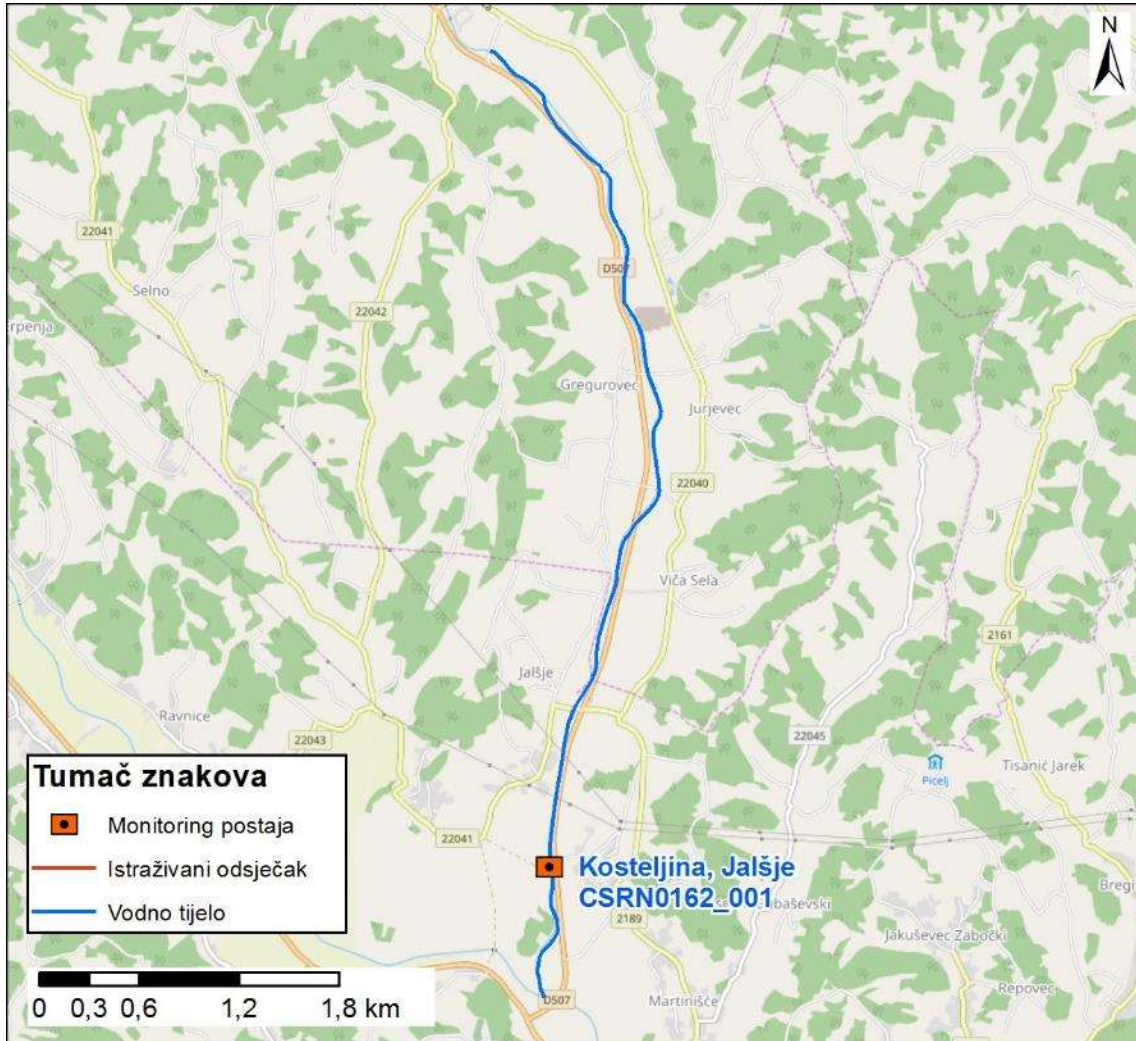 N
22041
D507
Selno
22042
Gregurovec
Jurjevec
22040
Viča Sela
2161
Jalšje
Ravnice
22043
22045
Tisanić Jarek
Picelj
Tumač znakova
Monitoring postaja
Istraživani odsječak
Vodno tijelo
22041
Kosteljina, Jalšje
CSRN0162_001
2189
Jakuševec Zabočki
Repovec
Martinišće
D507
0 0,3 0,6 1,2 1,8 km